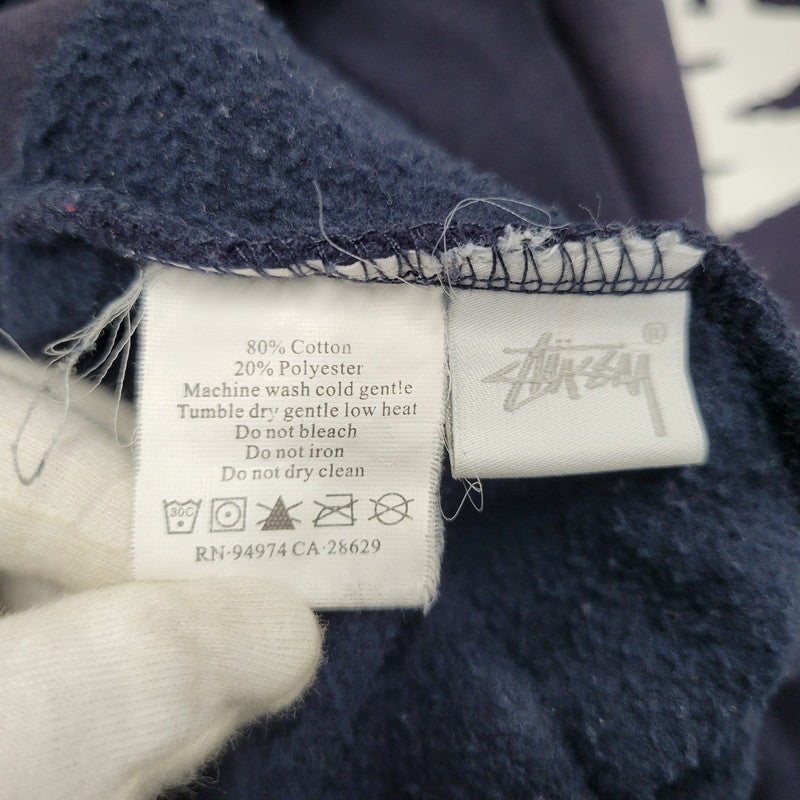 80% Cotton
20% Polyester
Machine wash cold gentle
Tumble dry gentle low heat
Do not bleach
Do not iron
Do not dry clean
30C
RN·94974 CA·28629
STÜSSY
®